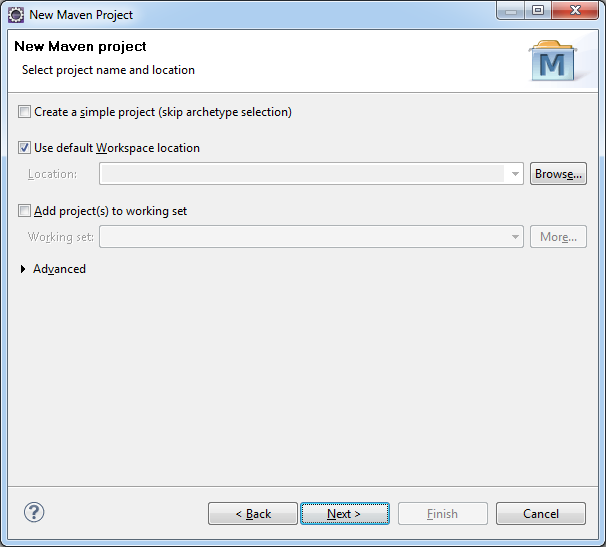 New Maven Project
New Maven project
Select project name and location
M
Create a simple project (skip archetype selection)
Use default Workspace location
Location:
Browse...
Add project(s) to working set
Working set:
More...
Advanced
?
< Back
Next >
Finish
Cancel